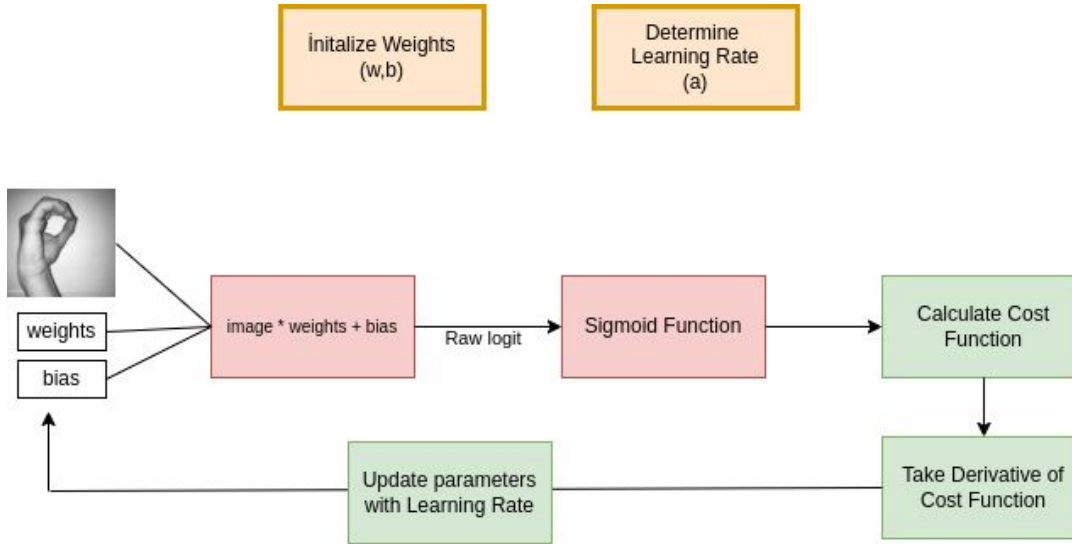 İnitalize Weights
(w,b)
Determine
Learning Rate
(a)
weights
bias
image * weights + bias
Raw logit
Sigmoid Function
Calculate Cost
Function
Take Derivative of
Cost Function
Update parameters
with Learning Rate